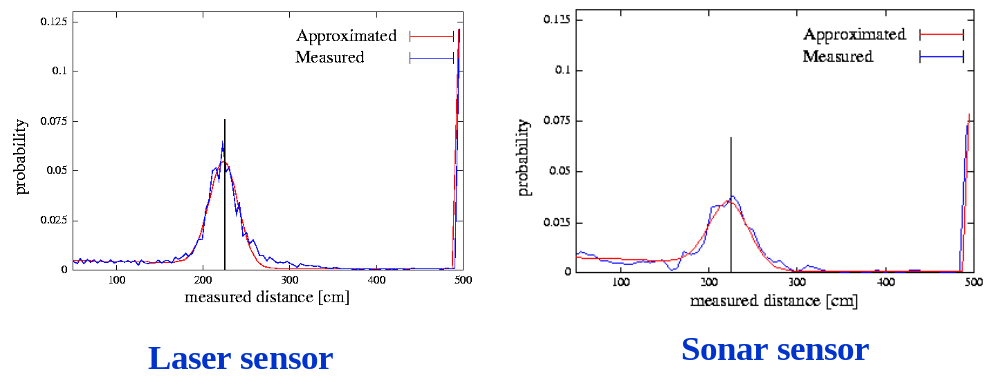 0.125
0.1
0.075
0.05
0.025
0
probability
Approximated
Measured
100
200
300
400
500
measured distance [cm]
Laser sensor
0.125
0.1
0.075
0.05
0.035
0
probability
Approximated
Measured
100
300
300
400
500
measured distance [cm]
Sonar sensor